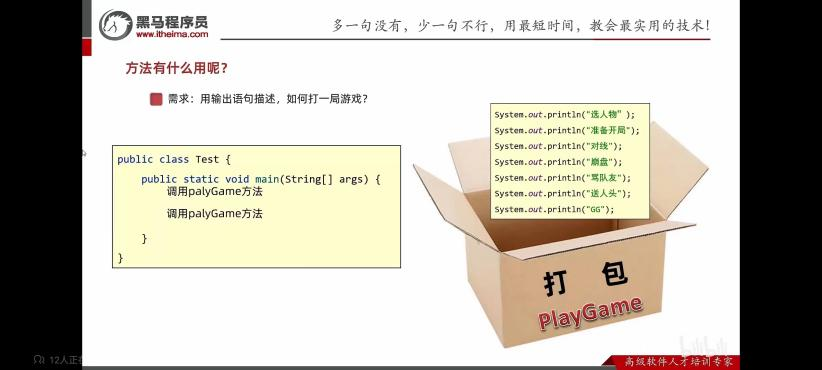 黑马程序员
www.itheima.com
多一句没有，少一句不行，用最短时间，教会最实用的技术！
方法有什么用呢？
需求：用输出语句描述，如何打一局游戏？
public class Test {
public static void main(String[] args) {
调用palyGame方法
调用palyGame方法
}
}
System.out.println("选人物" );
System.out.println("准备开局");
System.out.println("对线");
System.out.println("崩盘");
System.out.println("骂队友");
System.out.println("送人头");
System.out.println("GG");
打 包
PlayGame
bilibili
12人正在
高级软件人才培训专家